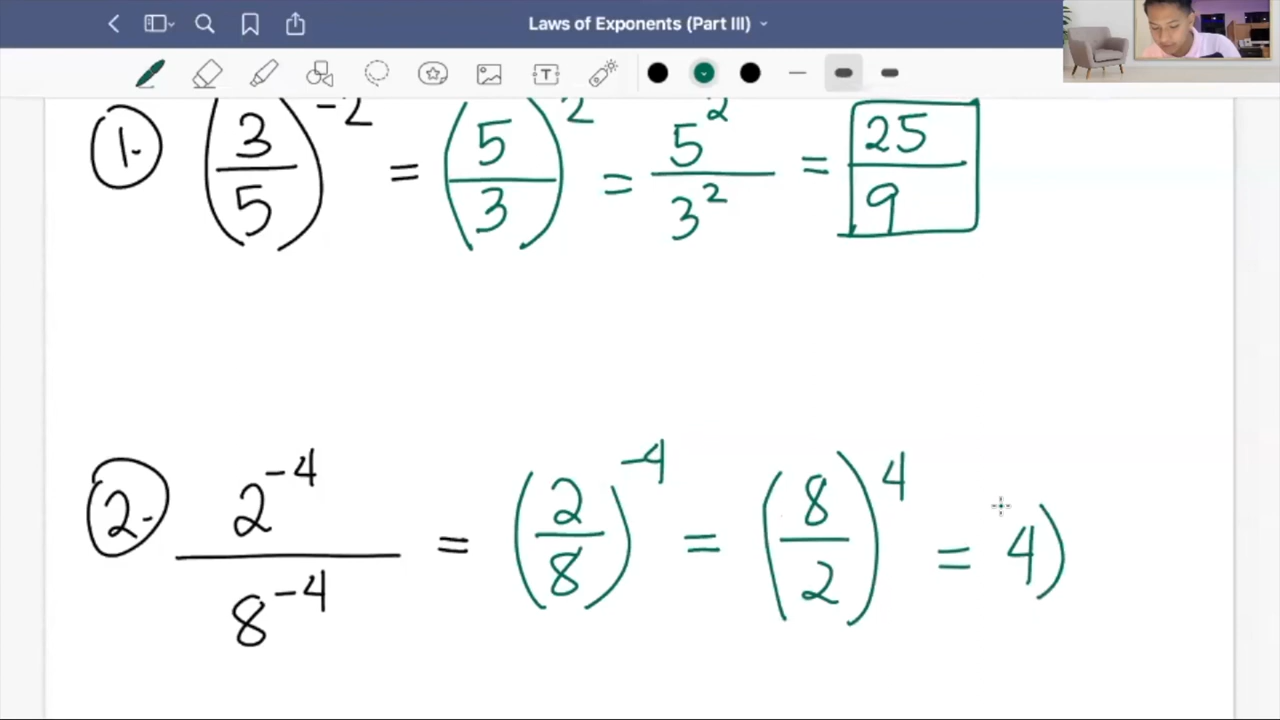 Laws of Exponents (Part III)
1. (3/5)^-2 = (5/3)^2 = 5^2/3^2 = 25/9
2. 2^-4/8^-4 = (2/8)^-4 = (8/2)^4 = 4)